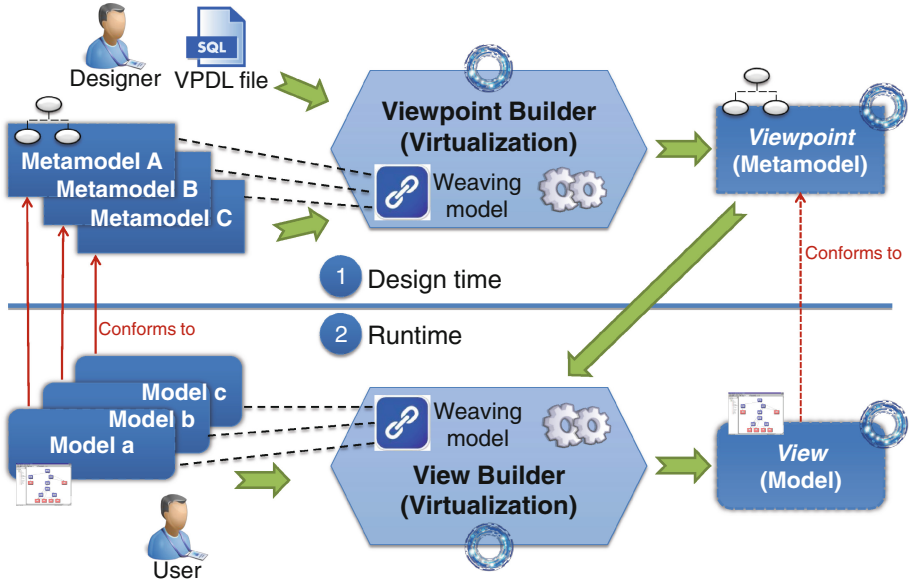 SQL
Designer
VPDL file
Viewpoint Builder
(Virtualization)
Weaving
model
Viewpoint
(Metamodel)
Metamodel A
Metamodel B
Metamodel C
1 Design time
Conforms to
2 Runtime
Conforms to
Model c
Model b
Model a
Weaving
model
View Builder
(Virtualization)
View
(Model)
User